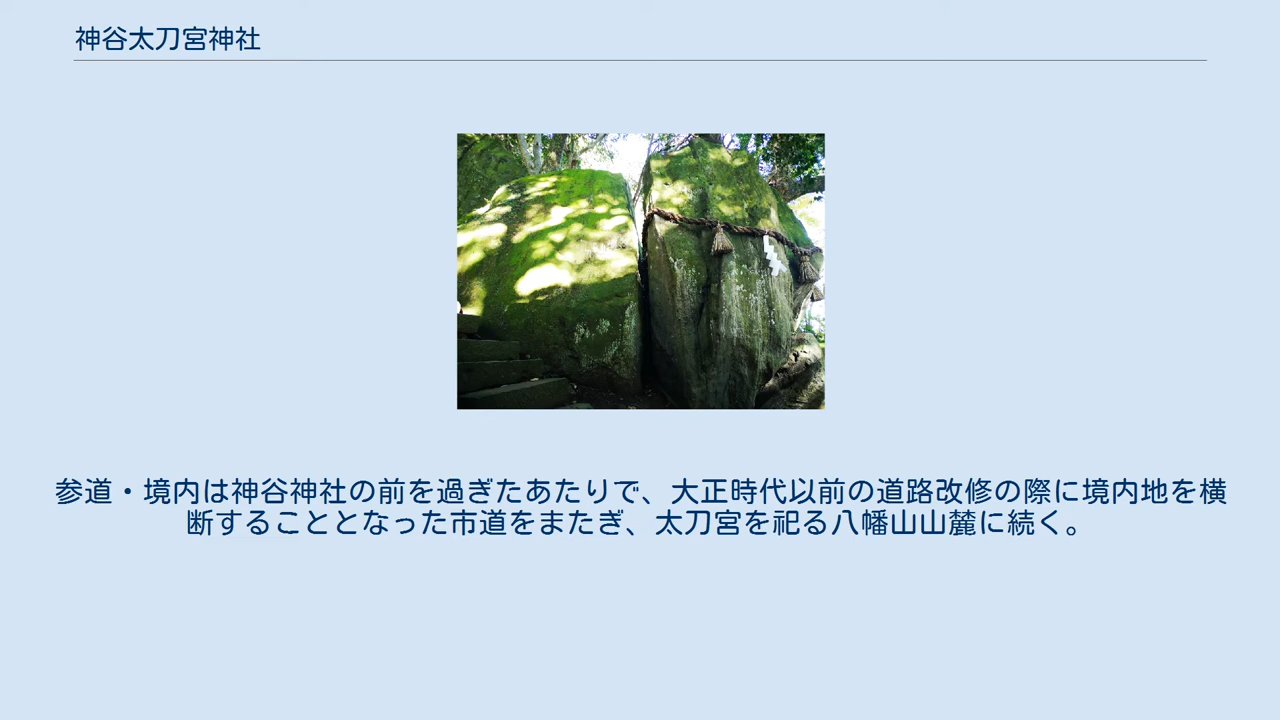 神谷太刀宮神社
参道・境内は神谷神社の前を過ぎたあたりで、大正時代以前の道路改修の際に境内地を横
断することとなった市道をまたぎ、太刀宮を祀る八幡山山麓に続く。